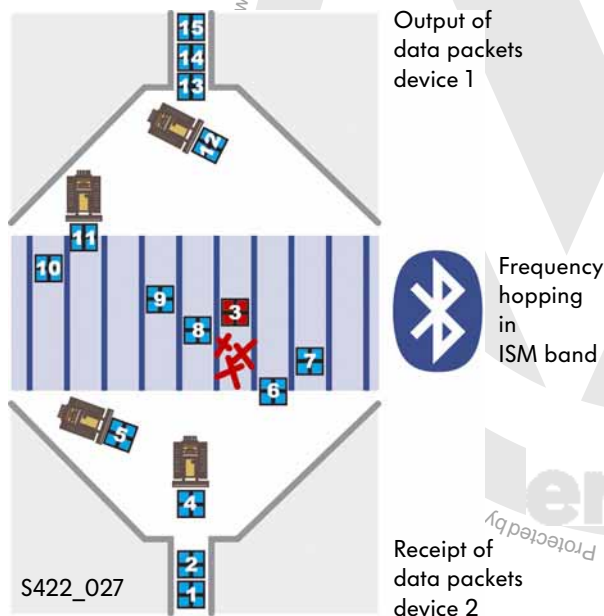 15
14
13
12
11
10
9
8
3
7
6
5
4
2
1
Output of
data packets
device 1
Frequency
hopping
in
ISM band
Receipt of
data packets
device 2
S422_027
Protected by